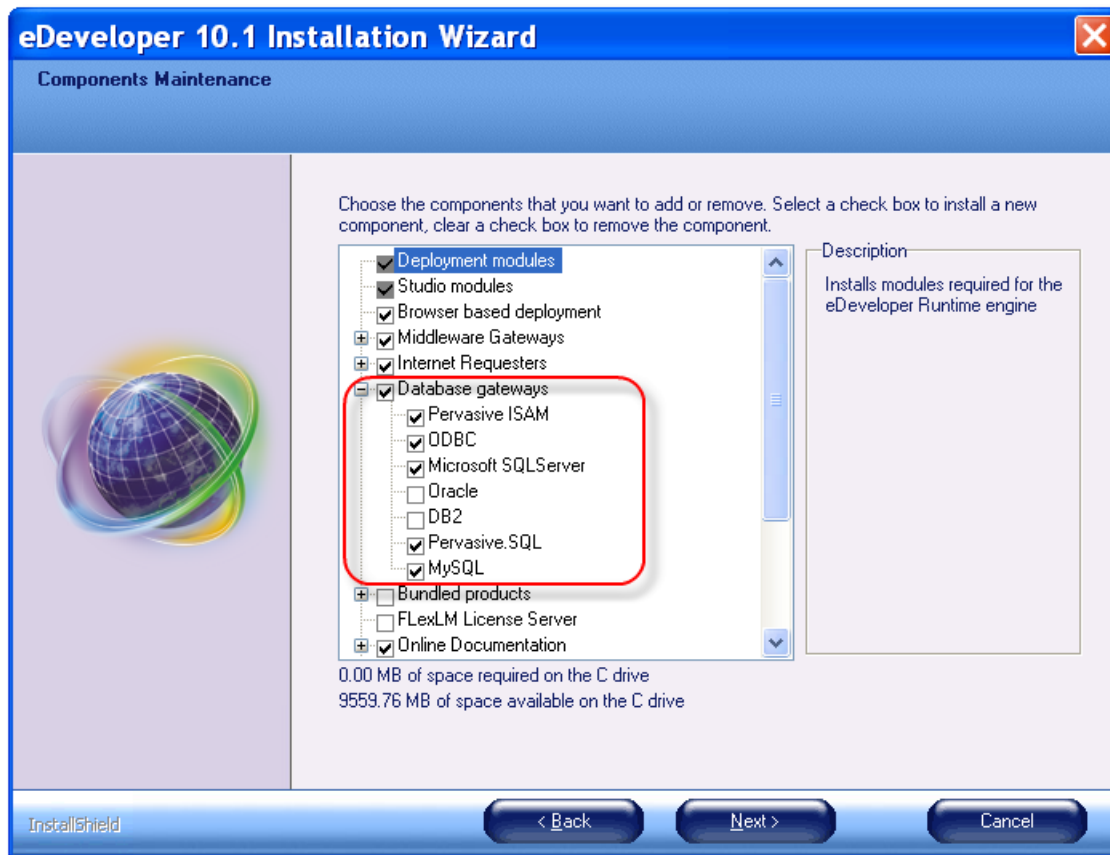 eDeveloper 10.1 Installation Wizard
Components Maintenance
Choose the components that you want to add or remove. Select a check box to install a new
component, clear a check box to remove the component.
Deployment modules
Studio modules
Browser based deployment
Middleware Gateways
Internet Requesters
Database gateways
Pervasive ISAM
ODBC
Microsoft SQLServer
Oracle
DB2
Pervasive.SQL
MySQL
Bundled products
FLexLM License Server
Online Documentation
Description
Installs modules required for the
eDeveloper Runtime engine
0.00 MB of space required on the C drive
9559.76 MB of space available on the C drive
InstallShield
< Back
Next >
Cancel